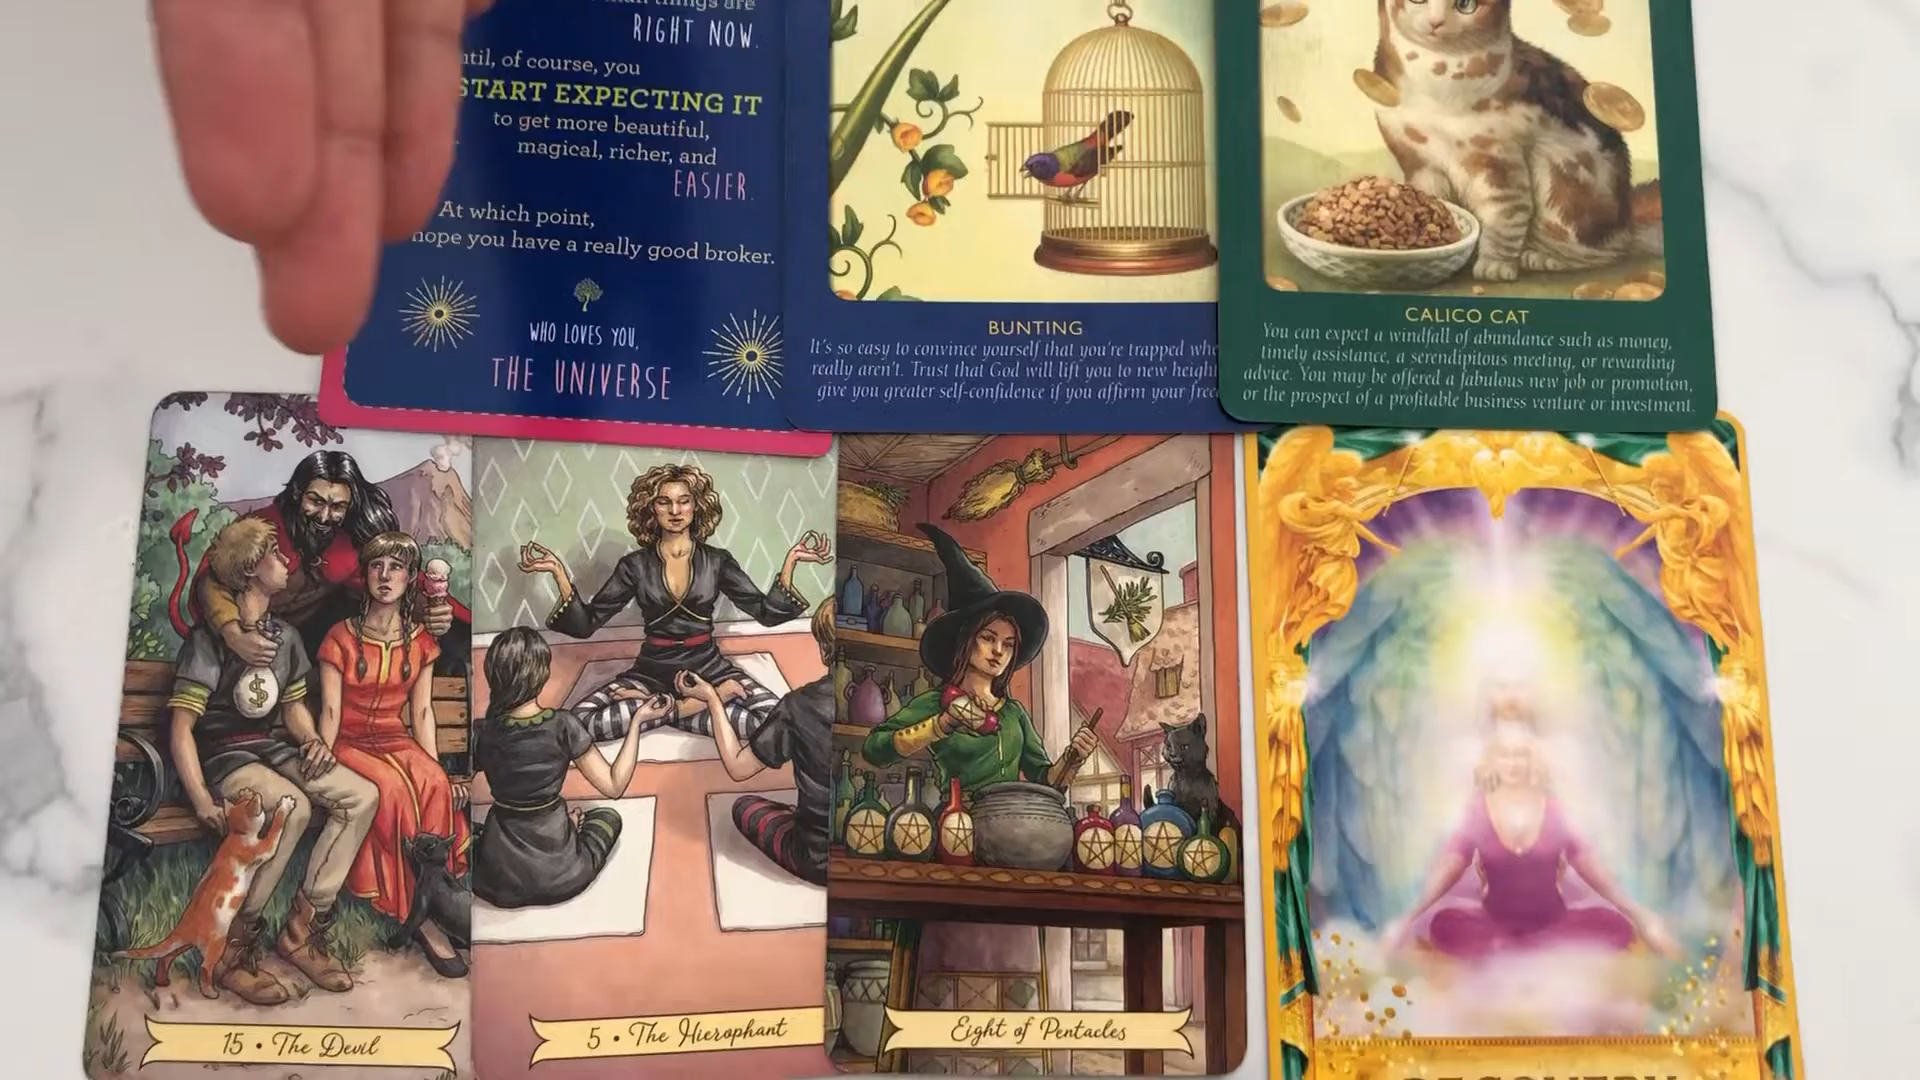 things are
RIGHT NOW.
of course, you
START EXPECTING IT
to get more beautiful,
magical, richer, and
EASIER.
At which point,
hope you have a really good broker.
WHO LOVES YOU,
THE UNIVERSE
BUNTING
It's so easy to convince yourself that you're trapped
really aren't. Trust that God will lift you to new
give you greater self-confidence if you affirm your
CALICO CAT
You can expect a windfall of abundance such as money,
timely assistance, a serendipitous meeting, or rewarding
advice. You may be offered a fabulous new job or promotion,
or the prospect of a profitable business venture or investment.
$
15 • The Devil
5 • The Hierophant
Eight of Pentacles